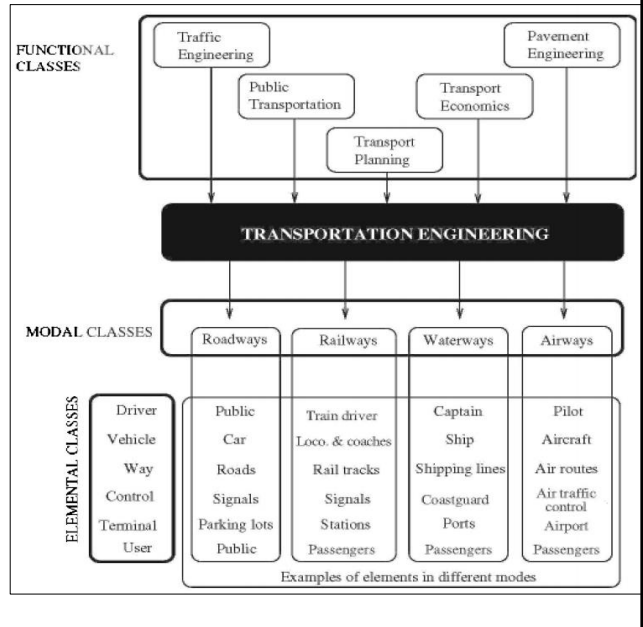 FUNCTIONAL
CLASSES
Traffic
Engineering
Pavement
Engineering
Public
Transportation
Transport
Economics
Transport
Planning
TRANSPORTATION ENGINEERING
MODAL CLASSES
Roadways
Railways
Waterways
Airways
ELEMENTAL CLASSES
Driver
Public
Train driver
Captain
Pilot
Vehicle
Car
Loco. & coaches
Ship
Aircraft
Way
Roads
Rail tracks
Shipping lines
Air routes
Control
Signals
Signals
Coastguard
Air traffic
control
Terminal
Parking lots
Stations
Ports
Airport
User
Public
Passengers
Passengers
Passengers
Examples of elements in different modes